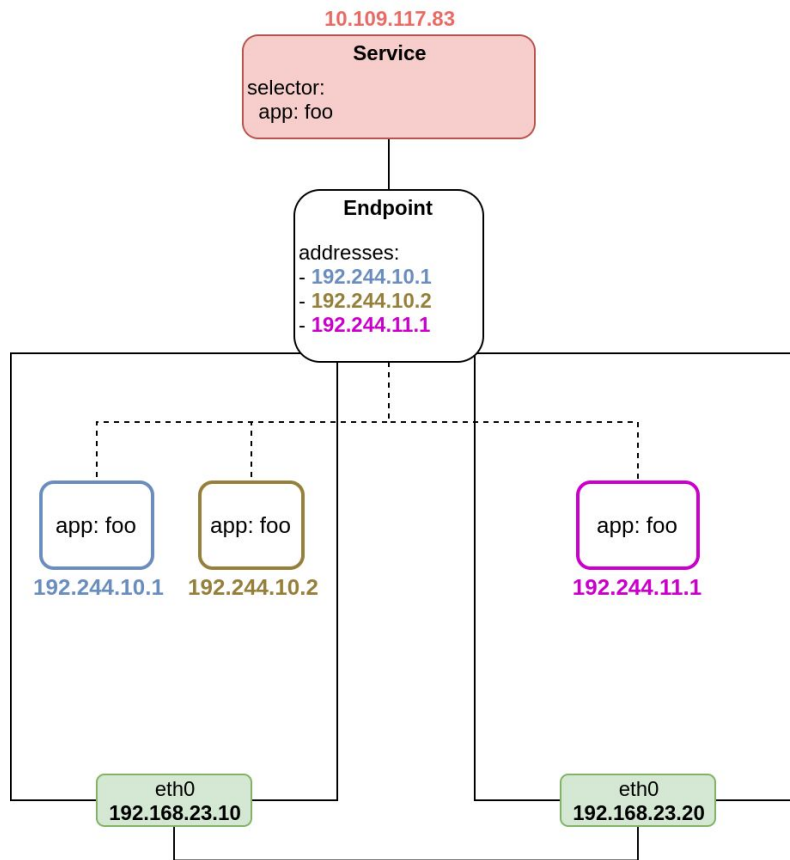 10.109.117.83
Service
selector:
app: foo
Endpoint
addresses:
- 192.244.10.1
- 192.244.10.2
- 192.244.11.1
app: foo
app: foo
app: foo
192.244.10.1
192.244.10.2
192.244.11.1
eth0
192.168.23.10
eth0
192.168.23.20